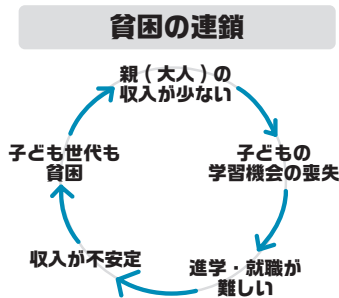 貧困の連鎖
親(大人)の
収入が少ない
子どもの
学習機会の喪失
進学・就職が
難しい
収入が不安定
子ども世代も
貧困